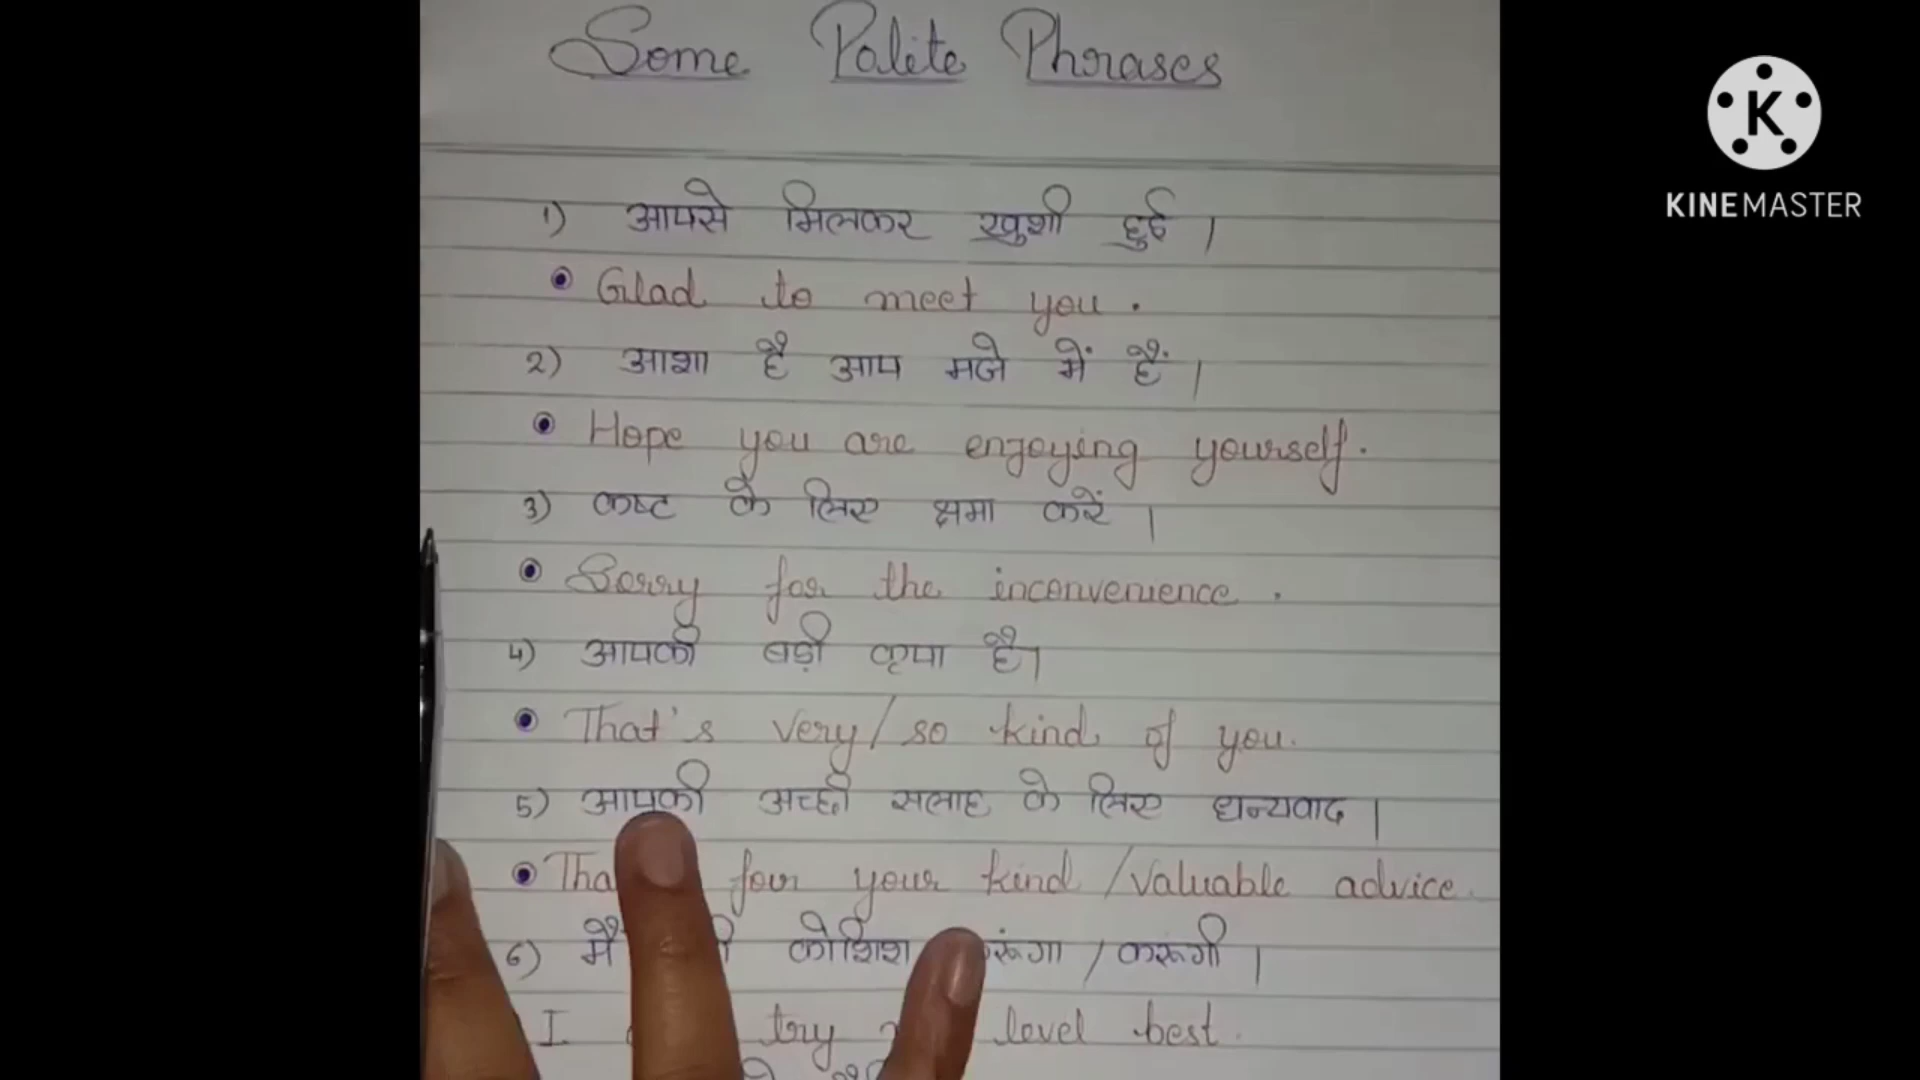 Some Polite Phrases
1) आपसे मिलकर खुशी हुई ।
Glad to meet you.
2) आशा है आप मजे में हैं ।
Hope you are enjoying yourself.
3) कष्ट के लिए क्षमा करें ।
Sorry for the inconvenience.
4) आपकी बड़ी कृपा है।
That's very/so kind of you.
5) आपकी अच्छी सलाह के लिए धन्यवाद ।
for your kind / valuable advice.
6) कोशिश / करूंगी ।
I try level best.
K
KINEMASTER